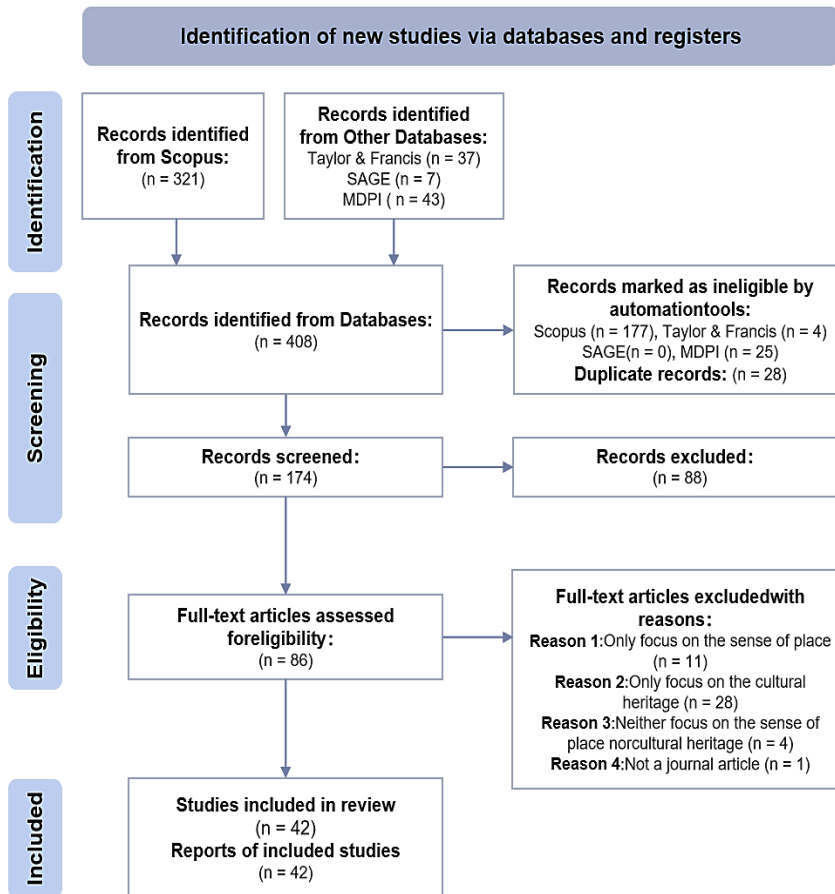 Identification of new studies via databases and registers
Identification
Records identified
from Scopus:
(n = 321)
Records identified
from Other Databases:
Taylor & Francis (n = 37)
SAGE (n = 7)
MDPI ( n = 43)
Screening
Records identified from Databases:
(n = 408)
Records marked as ineligible by
automationtools:
Scopus (n = 177), Taylor & Francis (n = 4)
SAGE(n = 0), MDPI (n = 25)
Duplicate records: (n = 28)
Records screened:
(n = 174)
Records excluded:
(n = 88)
Eligibility
Full-text articles assessed
foreligibility:
(n = 86)
Full-text articles excludedwith
reasons:
Reason 1:Only focus on the sense of place
(n = 11)
Reason 2:Only focus on the cultural
heritage (n = 28)
Reason 3:Neither focus on the sense of
place norcultural heritage (n = 4)
Reason 4:Not a journal article (n = 1)
Included
Studies included in review
(n = 42)
Reports of included studies
(n = 42)